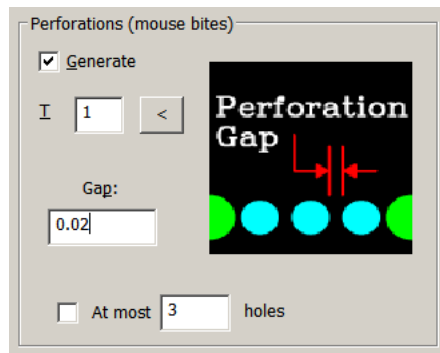 Perforations (mouse bites)
Generate
T 1 <
Perforation
Gap
Gap:
0.02
At most 3 holes